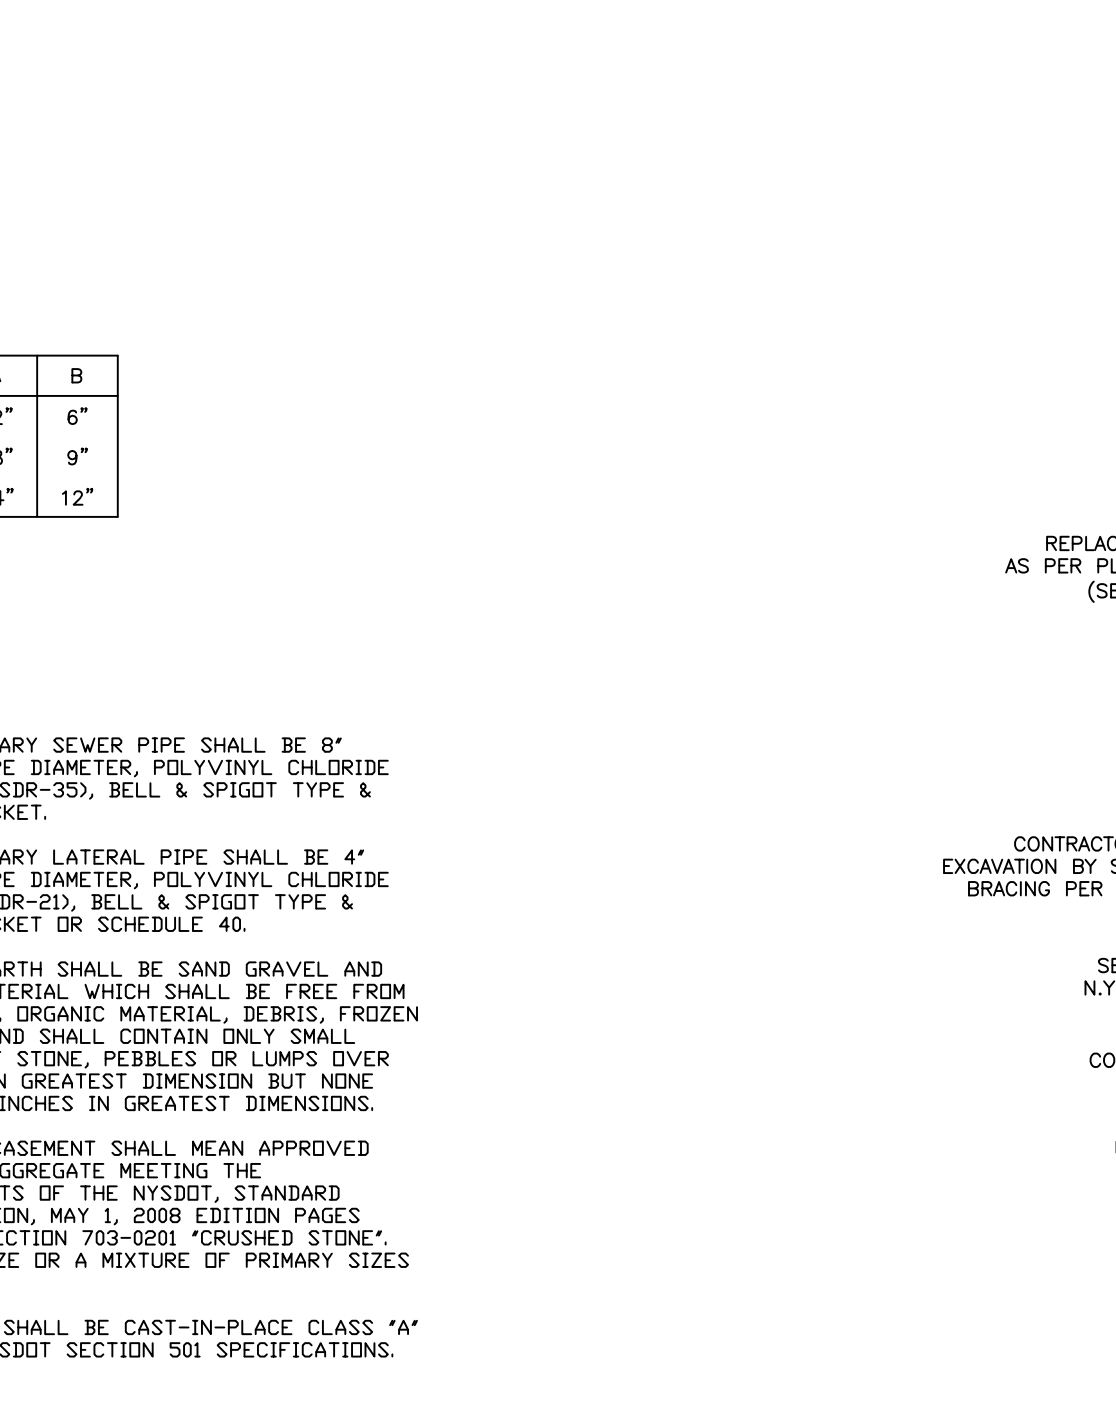 B
6"
9"
12"
REPLAC
AS PER PL
(SE
ARY SEWER PIPE SHALL BE 8"
PE DIAMETER, POLYVINYL CHLORIDE
SDR-35), BELL & SPIGOT TYPE &
CKET.
ARY LATERAL PIPE SHALL BE 4"
PE DIAMETER, POLYVINYL CHLORIDE
DR-21), BELL & SPIGOT TYPE &
CKET OR SCHEDULE 40.
ARTH SHALL BE SAND GRAVEL AND
TERIAL WHICH SHALL BE FREE FROM
, ORGANIC MATERIAL, DEBRIS, FROZEN
ND SHALL CONTAIN ONLY SMALL
STONE, PEBBLES OR LUMPS OVER
N GREATEST DIMENSION BUT NONE
INCHES IN GREATEST DIMENSIONS.
CASEMENT SHALL MEAN APPROVED
GGREGATE MEETING THE
TS OF THE NYSDOT, STANDARD
ION, MAY 1, 2008 EDITION PAGES
ECTION 703-0201 "CRUSHED STONE".
ZE OR A MIXTURE OF PRIMARY SIZES
SHALL BE CAST-IN-PLACE CLASS "A"
SDOT SECTION 501 SPECIFICATIONS.
CONTRACTO
EXCAVATION BY S
BRACING PER
SE
N.Y
CO